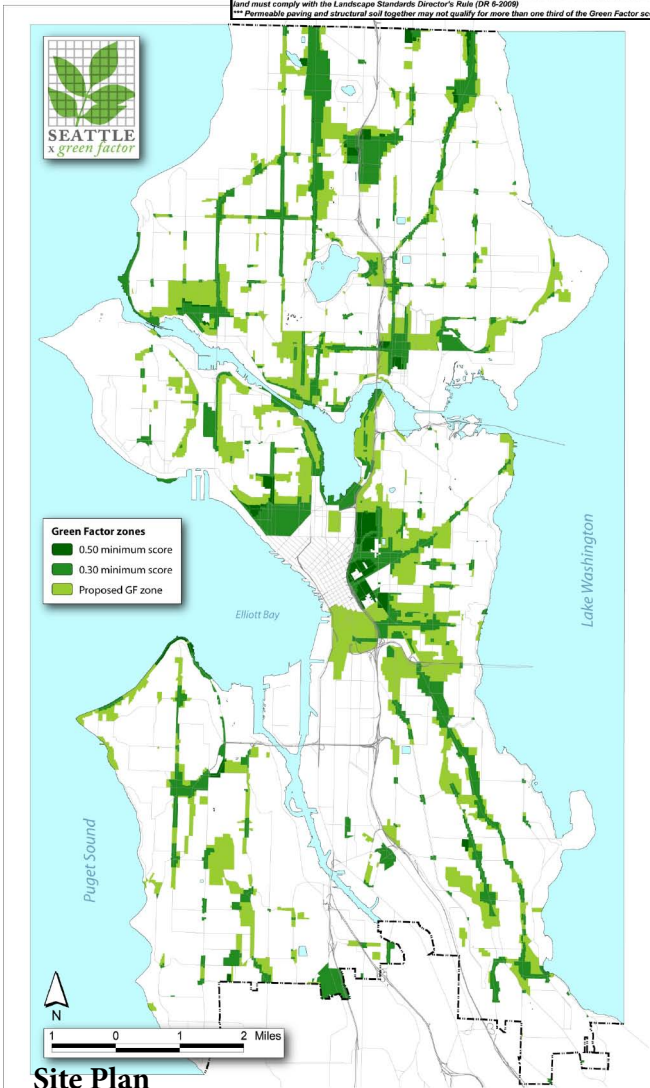 land must comply with the Landscape Standards Director's Rule (DR 6-2009)
*** Permeable paving and structural soil together may not qualify for more than one third of the Green Factor sco
SEATTLE
x green factor
Green Factor zones
0.50 minimum score
0.30 minimum score
Proposed GF zone
Elliott Bay
Lake Washington
Puget Sound
N
1 0 1 2 Miles
Site Plan